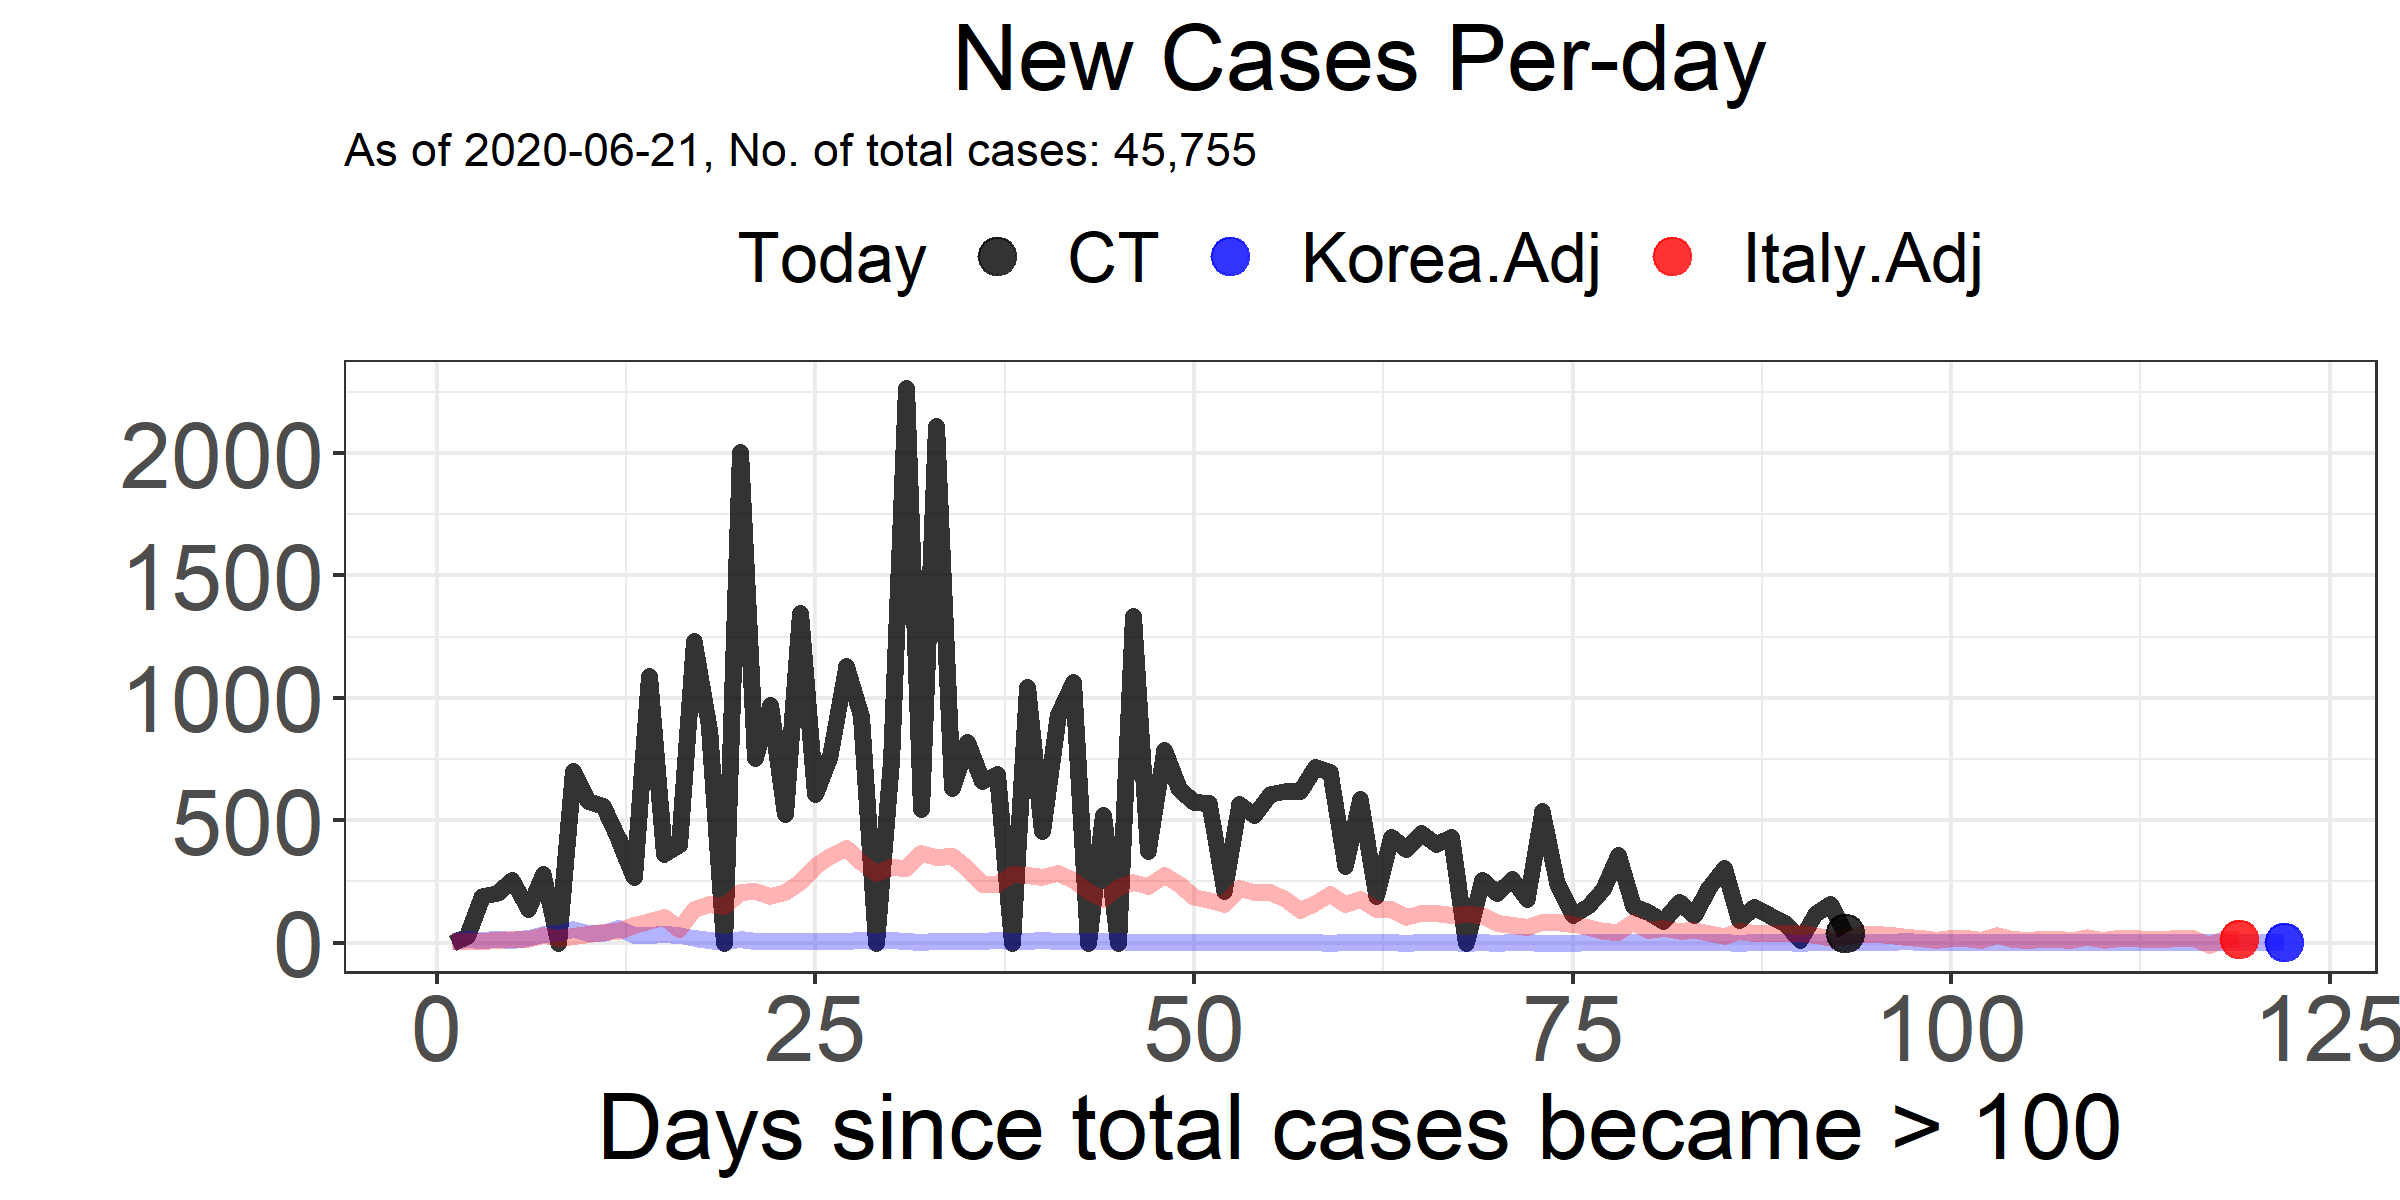 New Cases Per-day
As of 2020-06-21, No. of total cases: 45,755
Today CT Korea.Adj Italy.Adj
2000
1500
1000
500
0
0 25 50 75 100 125
Days since total cases became > 100